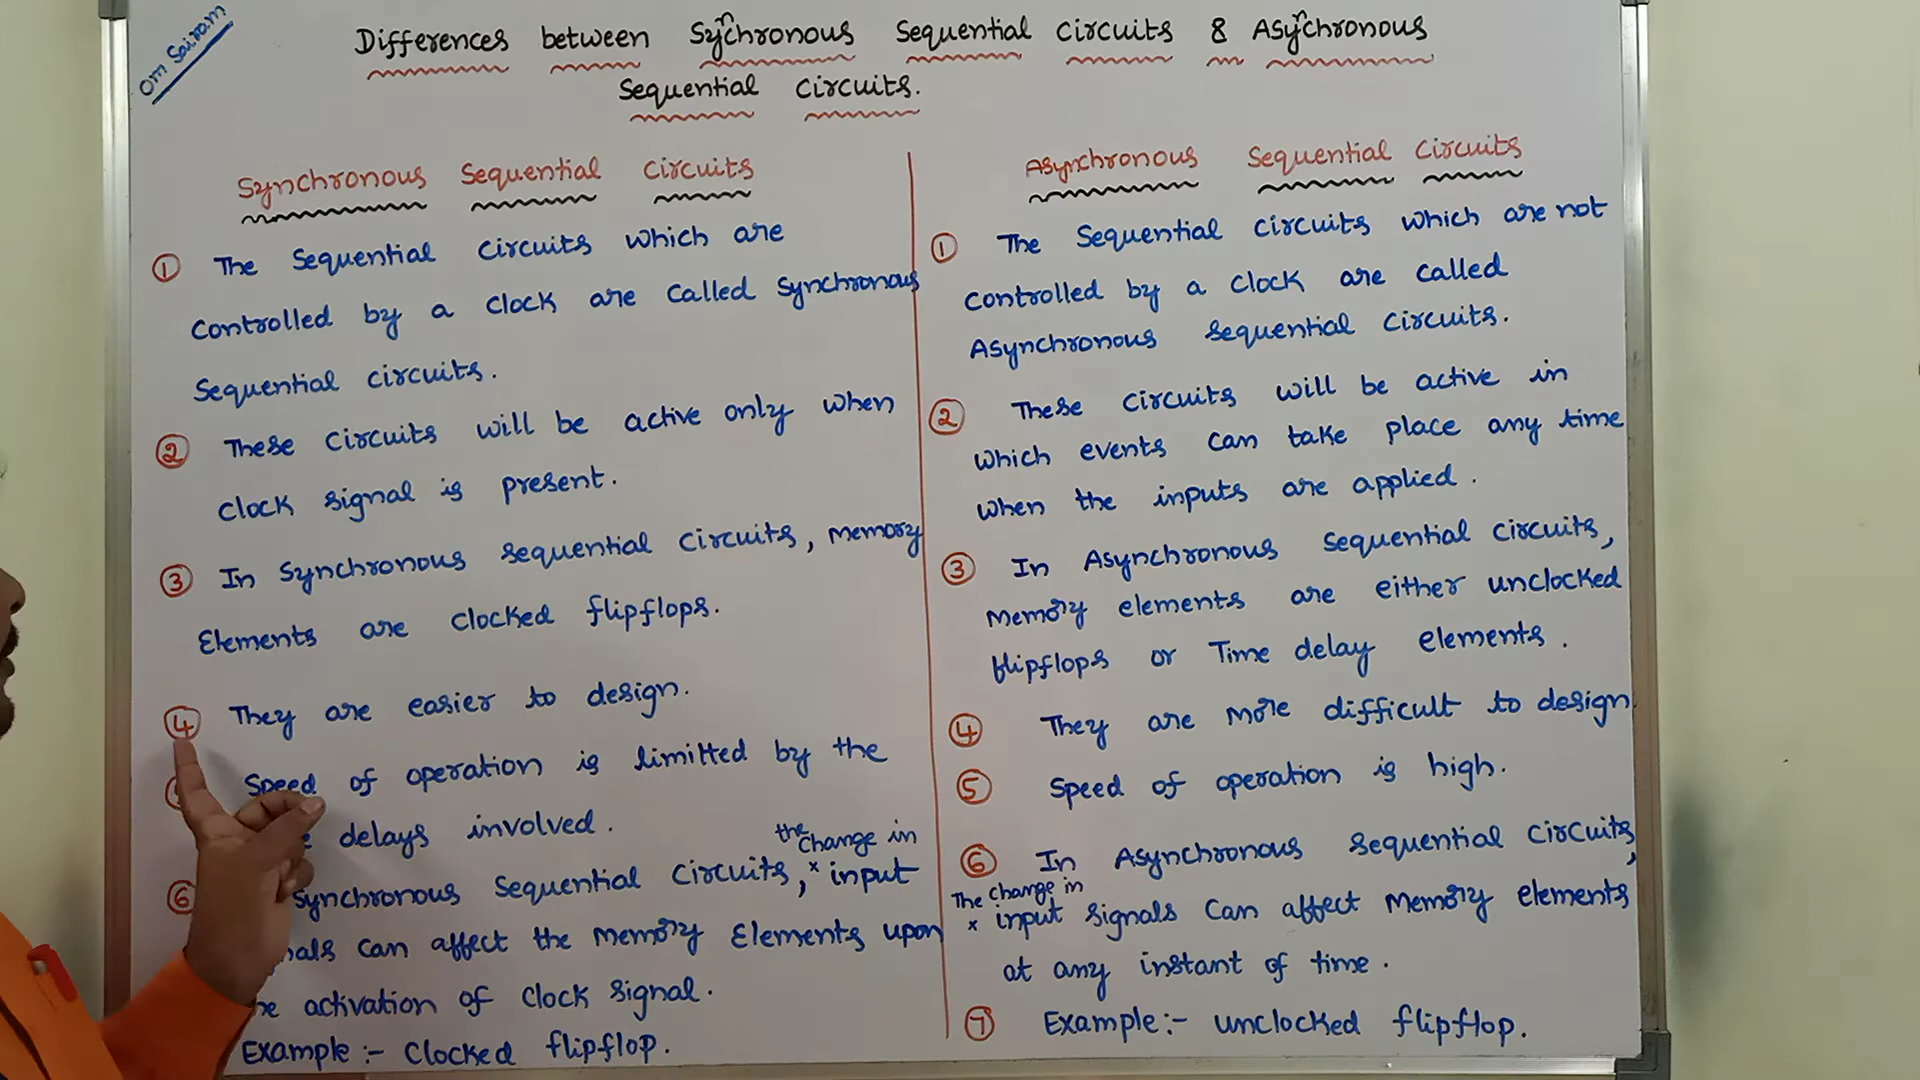 Om Sairam
Differences between Synchronous Sequential Circuits & Asynchronous
Sequential Circuits.
Synchronous Sequential Circuits
① The Sequential Circuits which are
Controlled by a Clock are called Synchronous
Sequential circuits.
② These Circuits will be active only when
Clock signal is present.
③ In Synchronous Sequential Circuits, Memory
Elements are Clocked flipflops.
④ They are easier to design.
Speed of operation is limitted by the
delays involved.
⑥ Synchronous Sequential Circuits, the change in input
can affect the Memory Elements upon
activation of Clock signal.
Example :- Clocked flipflop.
Asynchronous Sequential Circuits
① The Sequential Circuits which are not
Controlled by a Clock are called
Asynchronous Sequential Circuits.
② These Circuits will be active in
which events can take place any time
when the inputs are applied.
③ In Asynchronous Sequential Circuits,
Memory elements are either unclocked
flipflops or Time delay elements.
④ They are more difficult to design
⑤ Speed of operation is high.
⑥ In Asynchronous Sequential Circuits,
The change in input signals Can affect Memory elements
at any instant of time.
⑦ Example:- unclocked flipflop.